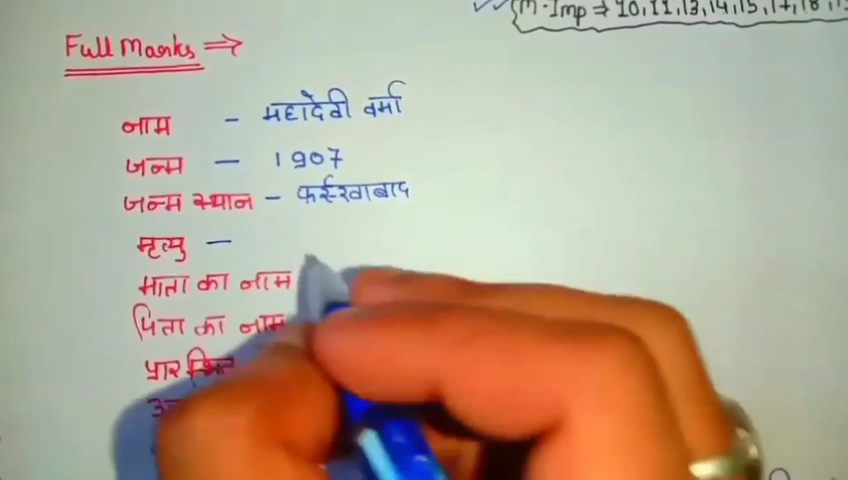 M·Imp ⇒ 10, 11, 13, 14, 15, 17, 18,
Full Marks ⇒
नाम - महादेवी वर्मा
जन्म - 1907
जन्म स्थान - फर्रुखाबाद
मृत्यु -
माता का नाम
पिता का नाम